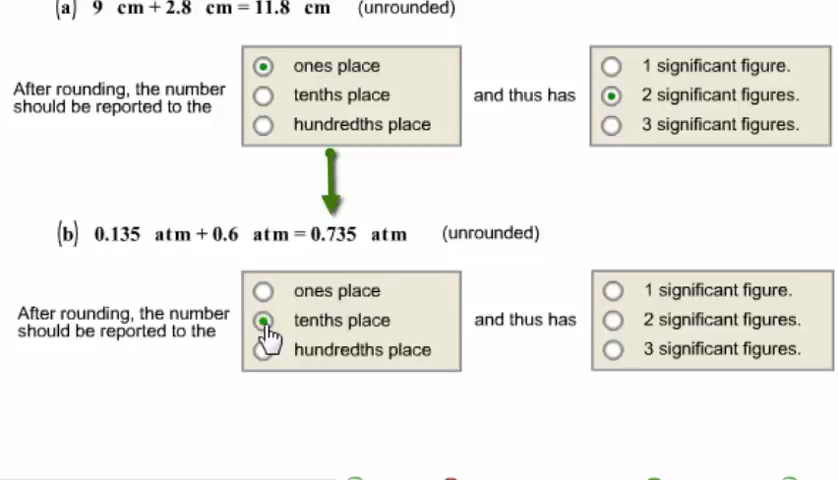 (a) 9 cm + 2.8 cm = 11.8 cm (unrounded)
After rounding, the number
should be reported to the
ones place
tenths place
hundredths place
and thus has
1 significant figure.
2 significant figures.
3 significant figures.
(b) 0.135 atm + 0.6 atm = 0.735 atm (unrounded)
After rounding, the number
should be reported to the
ones place
tenths place
hundredths place
and thus has
1 significant figure.
2 significant figures.
3 significant figures.